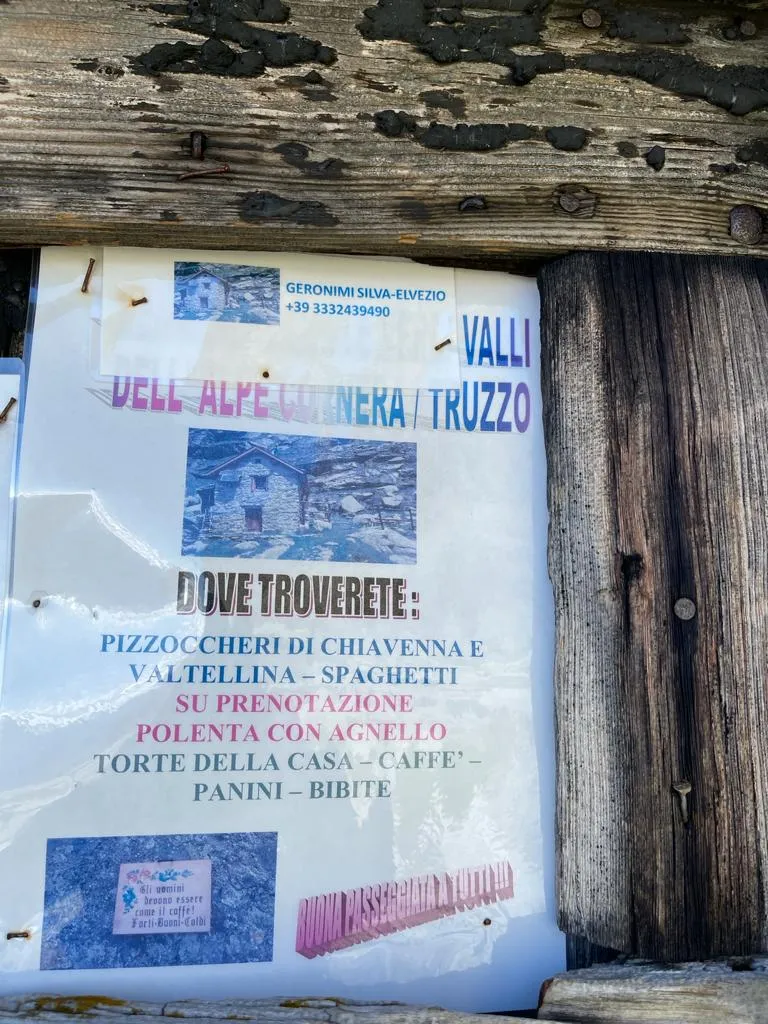 GERONIMI SILVA-ELVEZIO
+39 3332439490
VALLI
DELL' ALPE NERA / TRUZZO
DOVE TROVERETE :
PIZZOCCHERI DI CHIAVENNA E
VALTELLINA – SPAGHETTI
SU PRENOTAZIONE
POLENTA CON AGNELLO
TORTE DELLA CASA – CAFFE' –
PANINI – BIBITE
Gli uomini
devono essere
come il caffè!
Forti-Buoni-Caldi
BUONA PASSEGGIATA A TUTTI !!!